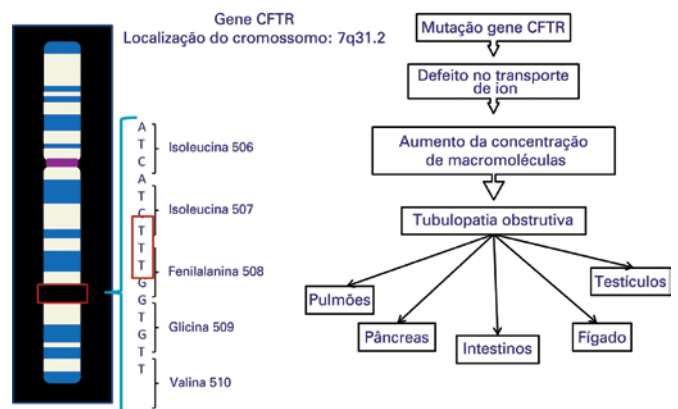 Gene CFTR
Localização do cromossomo: 7q31.2
A
T
C
Isoleucina 506
A
T
C
Isoleucina 507
T
T
T
G
Fenilalanina 508
G
T
G
Glicina 509
T
T
Valina 510
Mutação gene CFTR
Defeito no transporte
de ion
Aumento da concentração
de macromoléculas
Tubulopatia obstrutiva
Pulmões
Pâncreas
Intestinos
Fígado
Testículos